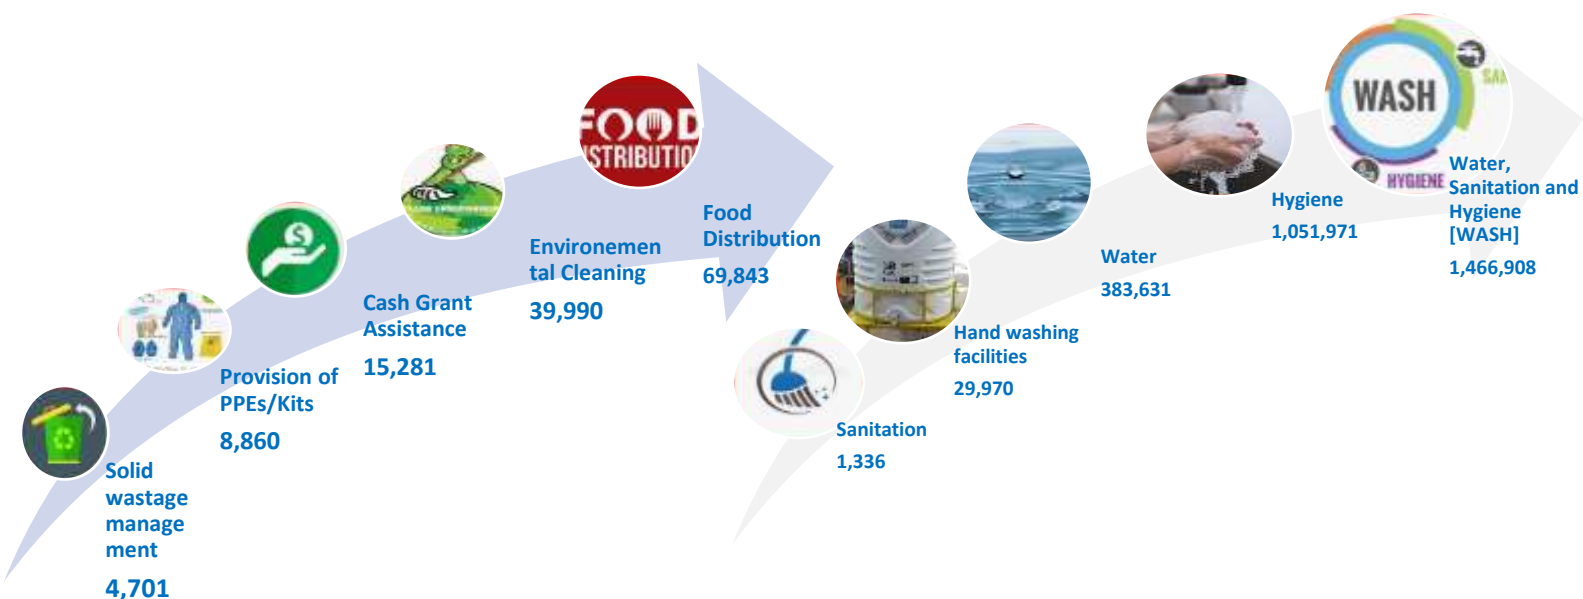 Solid
wastage
manage
ment
4,701
Provision of
PPEs/Kits
8,860
Cash Grant
Assistance
15,281
Environemen
tal Cleaning
39,990
FOOD
ISTRIBUTIO
Food
Distribution
69,843
Sanitation
1,336
Hand washing
facilities
29,970
Water
383,631
Hygiene
1,051,971
WASH
SA
HYGIENE
Water,
Sanitation and
Hygiene
[WASH]
1,466,908